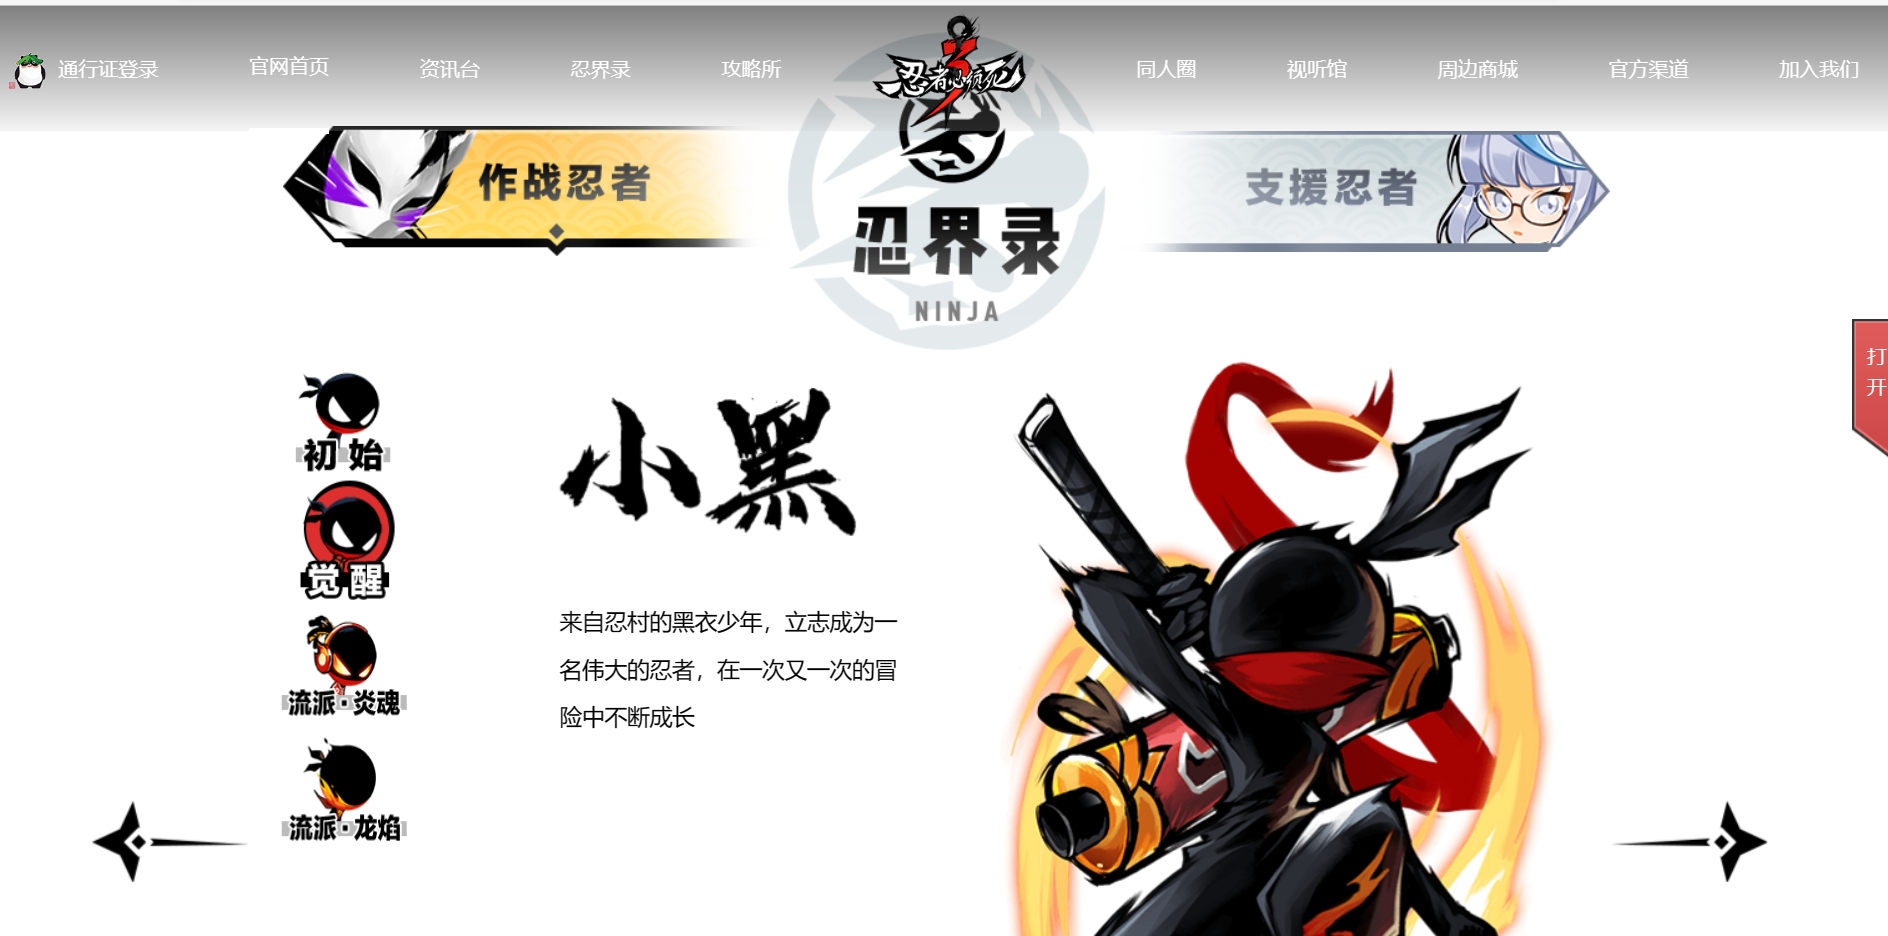 通行证登录
官网首页
资讯台
忍界录
攻略所
忍者必须死3
同人圈
视听馆
周边商城
官方渠道
加入我们
作战忍者
忍界录
NINJA
支援忍者
打
开
初始
觉醒
流派·炎魂
流派·龙焰
小黑
来自忍村的黑衣少年，立志成为一
名伟大的忍者，在一次又一次的冒
险中不断成长